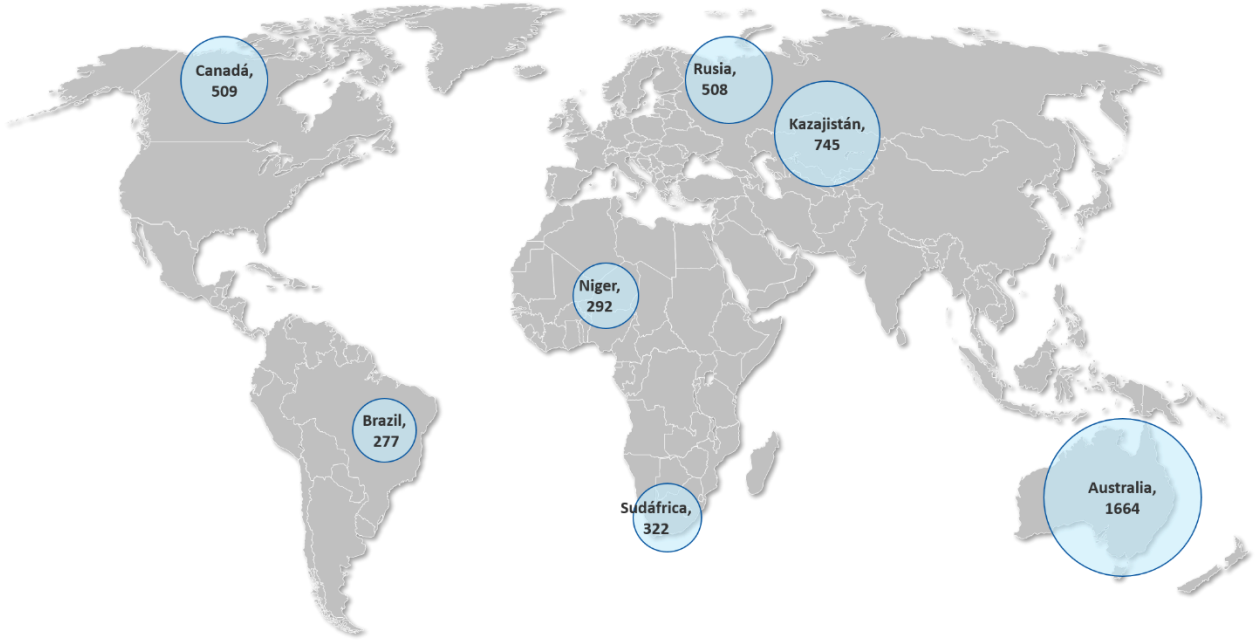 Canadá,
509
Rusia,
508
Kazajistán,
745
Niger,
292
Brazil,
277
Sudáfrica,
322
Australia,
1664